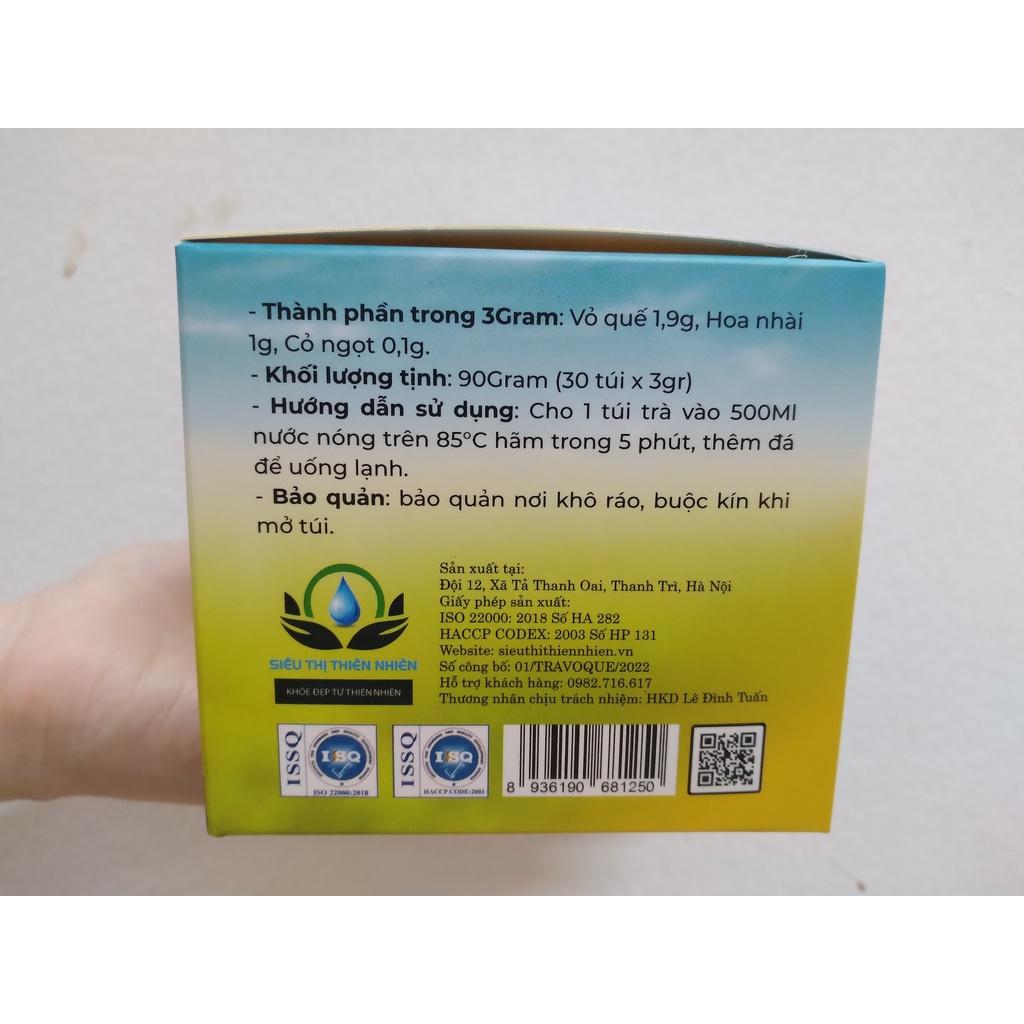 - Thành phần trong 3Gram: Vỏ quế 1,9g, Hoa nhài
1g, Cỏ ngọt 0,1g.
- Khối lượng tịnh: 90Gram (30 túi x 3gr)
- Hướng dẫn sử dụng: Cho 1 túi trà vào 500Ml
nước nóng trên 85°C hãm trong 5 phút, thêm đá
để uống lạnh.
- Bảo quản: bảo quản nơi khô ráo, buộc kín khi
mở túi.
SIÊU THỊ THIÊN NHIÊN
KHỎE ĐẸP TỪ THIÊN NHIÊN
Sản xuất tại:
Đội 12, Xã Tả Thanh Oai, Thanh Trì, Hà Nội
Giấy phép sản xuất:
ISO 22000: 2018 Số HA 282
HACCP CODEX: 2003 Số HP 131
Website: sieuthithiennhien.vn
Số công bố: 01/TRAVOQUE/2022
Hỗ trợ khách hàng: 0982.716.617
Thương nhân chịu trách nhiệm: HKD Lê Đình Tuấn
ISSQ
ISSQ
ISO 22000:2018
ISSQ
ISSQ
HACCP CODE:2003
8 936190 681250